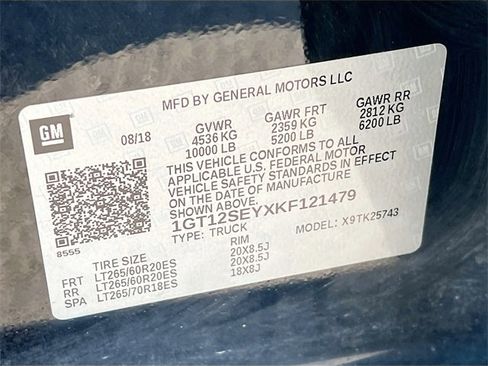 MFD BY GENERAL MOTORS LLC
GM
08/18
GVWR GAWR FRT GAWR RR
4536 KG 2359 KG 2812 KG
10000 LB 5200 LB 6200 LB
THIS VEHICLE CONFORMS TO ALL
APPLICABLE U.S. FEDERAL MOTOR
VEHICLE SAFETY STANDARDS IN EFFECT
ON THE DATE OF MANUFACTURE
SHOWN ABOVE.
1GT12SEYXKF121479
TYPE: TRUCK MODEL: X9TK25743
8555
TIRE SIZE RIM
FRT LT265/60R20ES 20X8.5J
RR LT265/60R20ES 20X8.5J
SPA LT265/70R18ES 18X8J